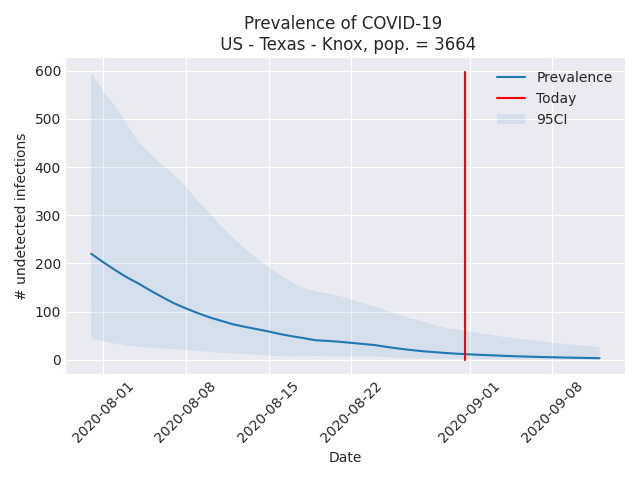 Prevalence of COVID-19
US - Texas - Knox, pop. = 3664
Prevalence
Today
95CI
# undetected infections
600
500
400
300
200
100
0
2020-08-01
2020-08-08
2020-08-15
2020-08-22
2020-09-01
2020-09-08
Date